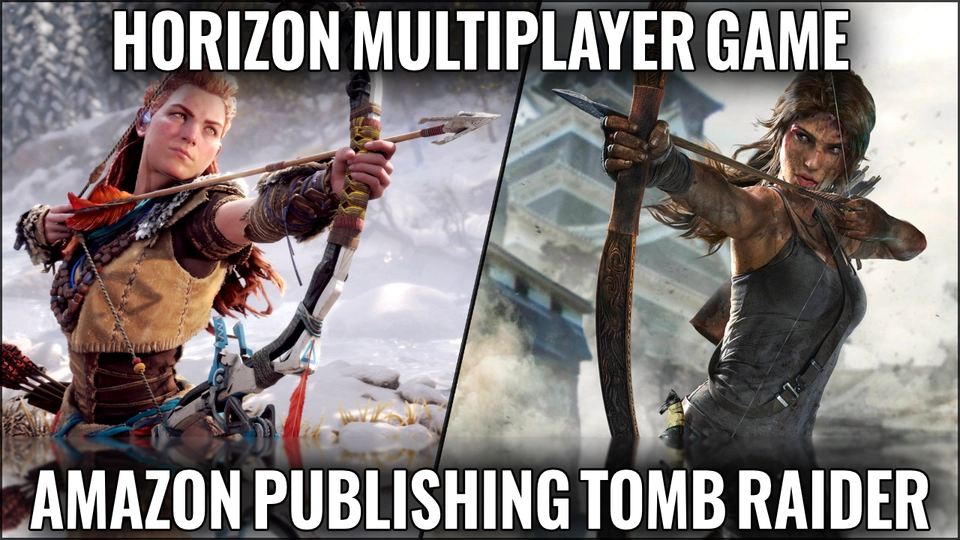 HORIZON MULTIPLAYER GAME
AMAZON PUBLISHING TOMB RAIDER